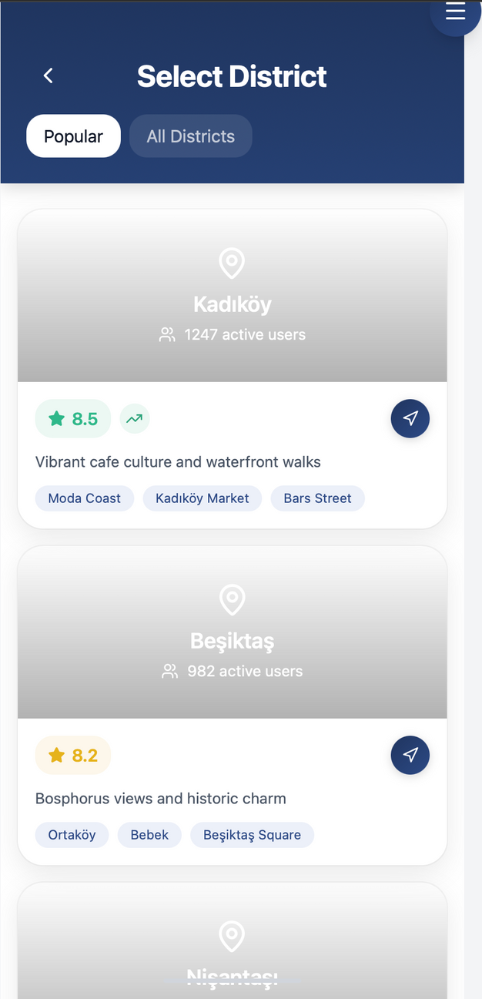 Select District
Popular
All Districts
Kadıköy
1247 active users
8.5
Vibrant cafe culture and waterfront walks
Moda Coast
Kadıköy Market
Bars Street
Beşiktaş
982 active users
8.2
Bosphorus views and historic charm
Ortaköy
Bebek
Beşiktaş Square
Nişantaşı